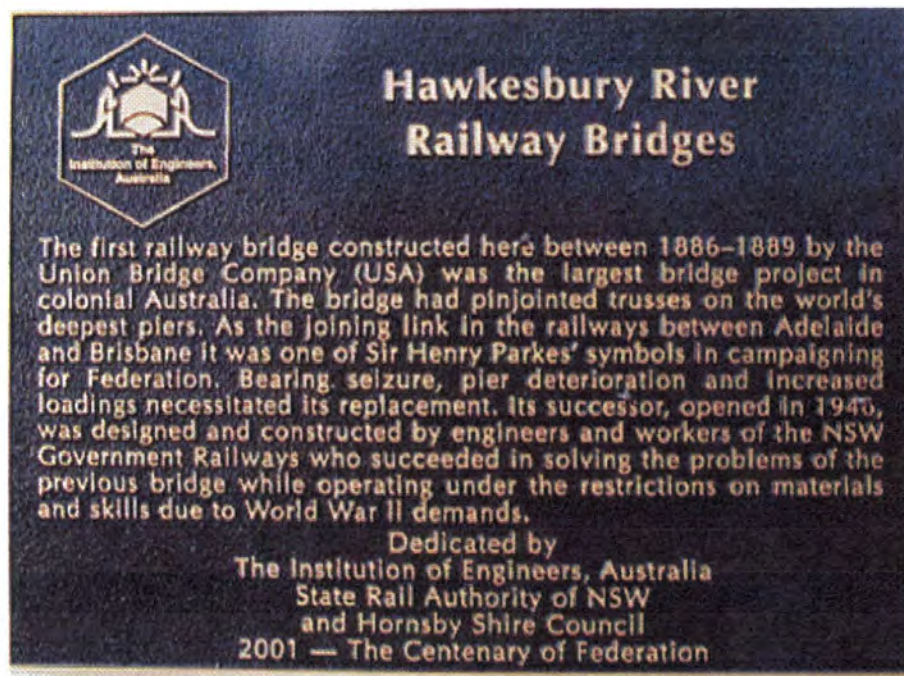 The
Institution of Engineers,
Australia
Hawkesbury River
Railway Bridges
The first railway bridge constructed here between 1886–1889 by the
Union Bridge Company (USA) was the largest bridge project in
colonial Australia. The bridge had pinjointed trusses on the world's
deepest piers. As the joining link in the railways between Adelaide
and Brisbane it was one of Sir Henry Parkes' symbols in campaigning
for Federation. Bearing seizure, pier deterioration and increased
loadings necessitated its replacement. Its successor, opened in 1946,
was designed and constructed by engineers and workers of the NSW
Government Railways who succeeded in solving the problems of the
previous bridge while operating under the restrictions on materials
and skills due to World War II demands.
Dedicated by
The Institution of Engineers, Australia
State Rail Authority of NSW
and Hornsby Shire Council
2001 — The Centenary of Federation